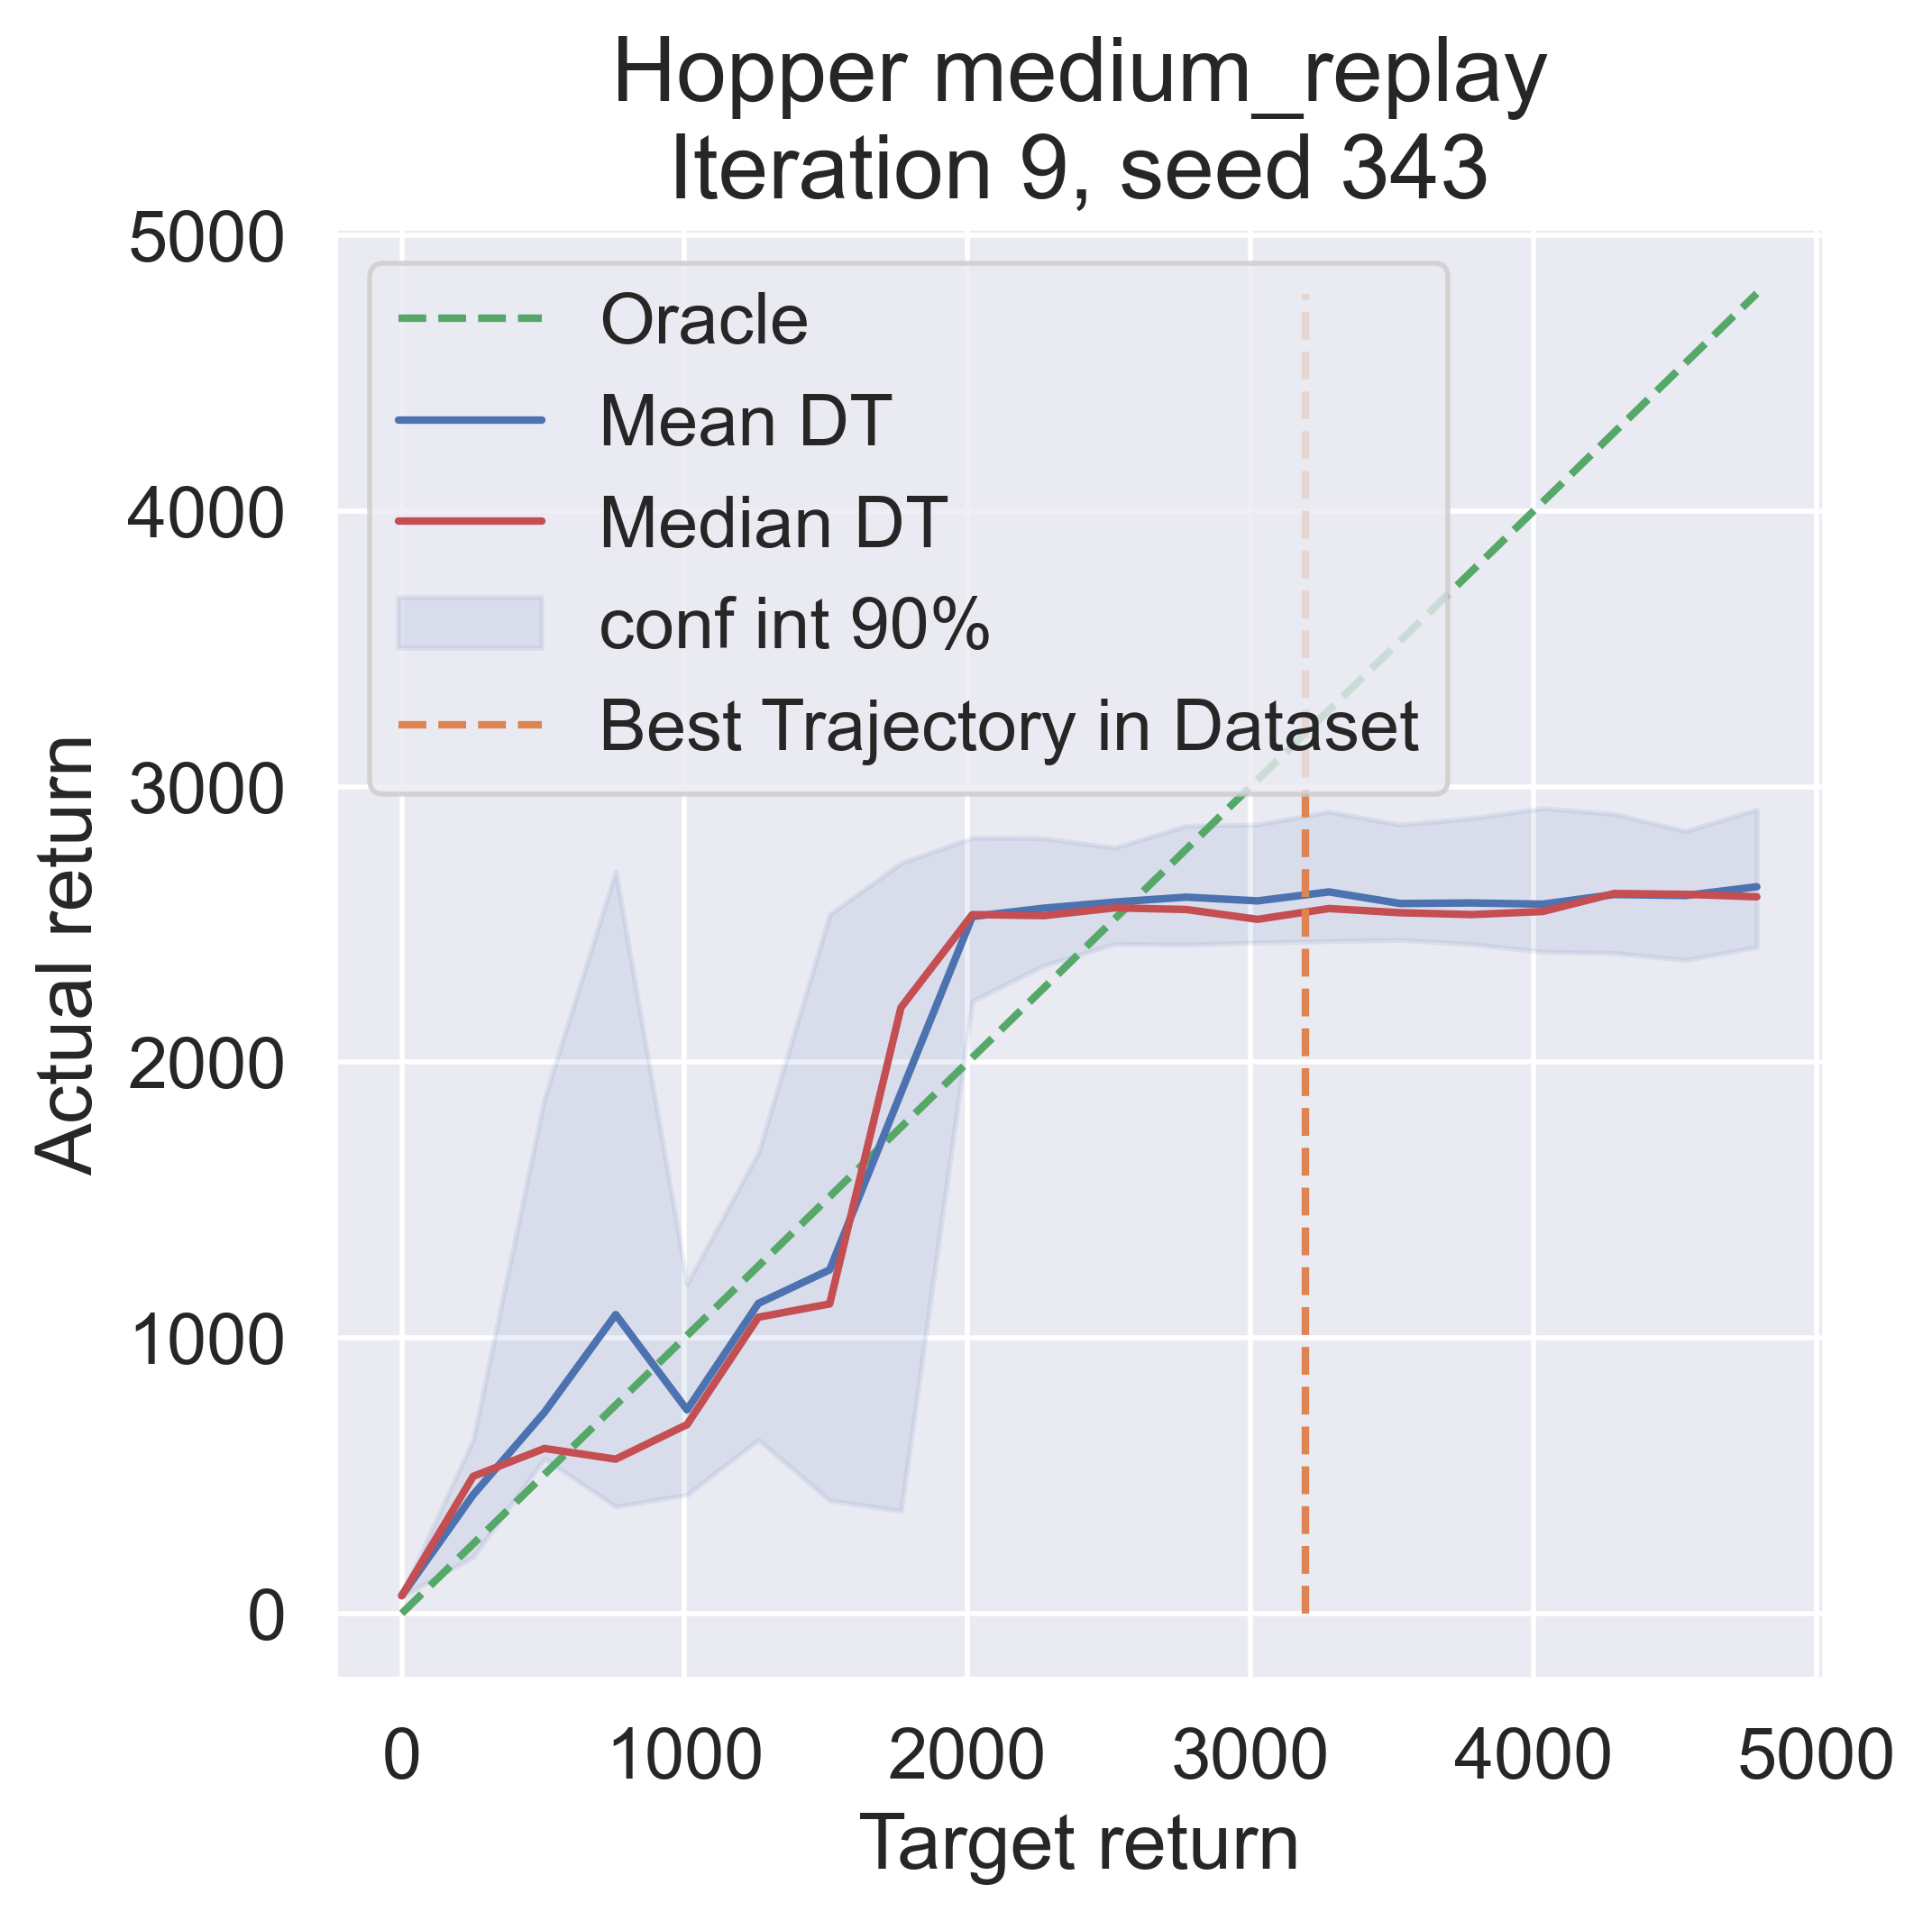 Hopper medium_replay
Iteration 9, seed 343
5000
4000
3000
2000
1000
0
Actual return
Oracle
Mean DT
Median DT
conf int 90%
Best Trajectory in Dataset
0 1000 2000 3000 4000 5000
Target return